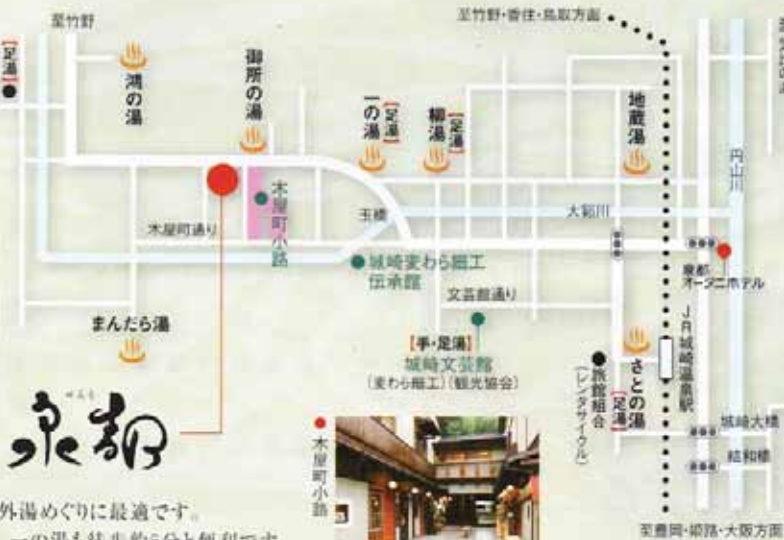 至竹野
至竹野・香住・鳥取方面
【足湯】
鴻の湯
御所の湯
一の湯
【足湯】
柳湯
【足湯】
地蔵湯
円山川
木屋町小路
木屋町通り
玉橋
大谿川
城崎麦わら細工
伝承館
文芸館通り
泉都
オータニホテル
まんだら湯
【手・足湯】
城崎文芸館
(麦わら細工)(観光協会)
さとの湯
【足湯】
旅館組合
(レンタサイクル)
JR城崎温泉駅
城崎大橋
結和橋
せんと
泉都
木屋町小路
外湯めぐりに最適です。
至豊岡・姫路・大阪方面